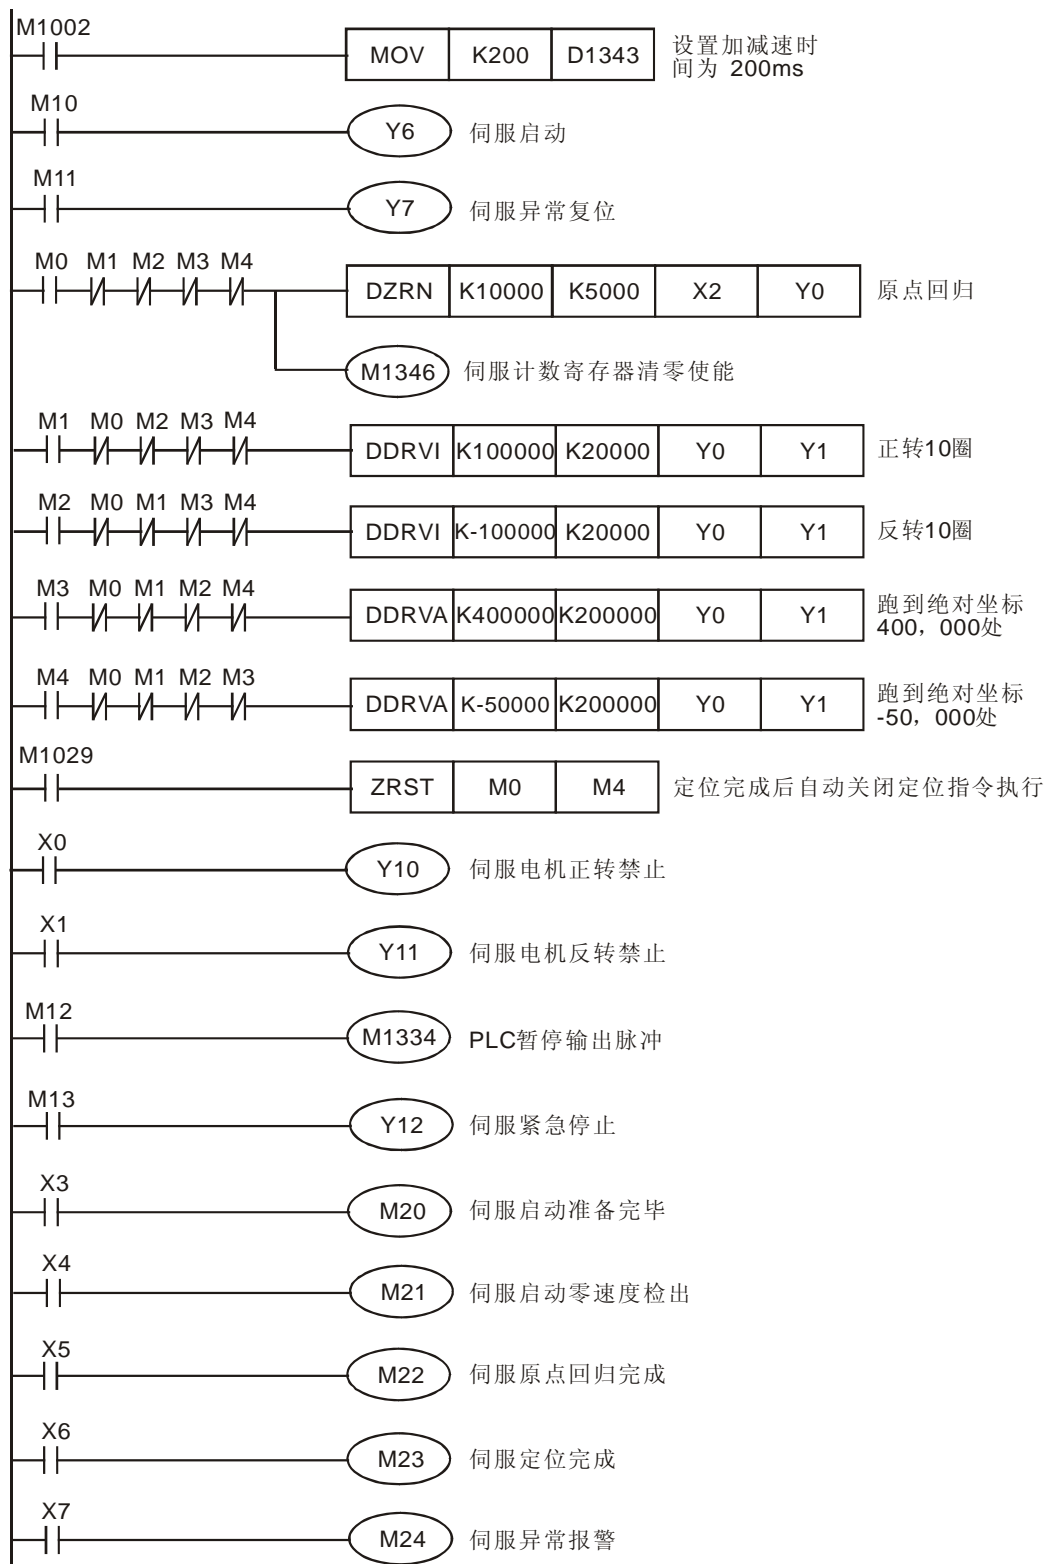 M1002
MOV K200 D1343 设置加减速时
间为 200ms
M10
Y6 伺服启动
M11
Y7 伺服异常复位
M0 M1 M2 M3 M4
DZRN K10000 K5000 X2 Y0 原点回归
M1346 伺服计数寄存器清零使能
M1 M0 M2 M3 M4
DDRVI K100000 K20000 Y0 Y1 正转10圈
M2 M0 M1 M3 M4
DDRVI K-100000 K20000 Y0 Y1 反转10圈
M3 M0 M1 M2 M4
DDRVA K400000 K200000 Y0 Y1 跑到绝对坐标
400，000处
M4 M0 M1 M2 M3
DDRVA K-50000 K200000 Y0 Y1 跑到绝对坐标
-50，000处
M1029
ZRST M0 M4 定位完成后自动关闭定位指令执行
X0
Y10 伺服电机正转禁止
X1
Y11 伺服电机反转禁止
M12
M1334 PLC暂停输出脉冲
M13
Y12 伺服紧急停止
X3
M20 伺服启动准备完毕
X4
M21 伺服启动零速度检出
X5
M22 伺服原点回归完成
X6
M23 伺服定位完成
X7
M24 伺服异常报警